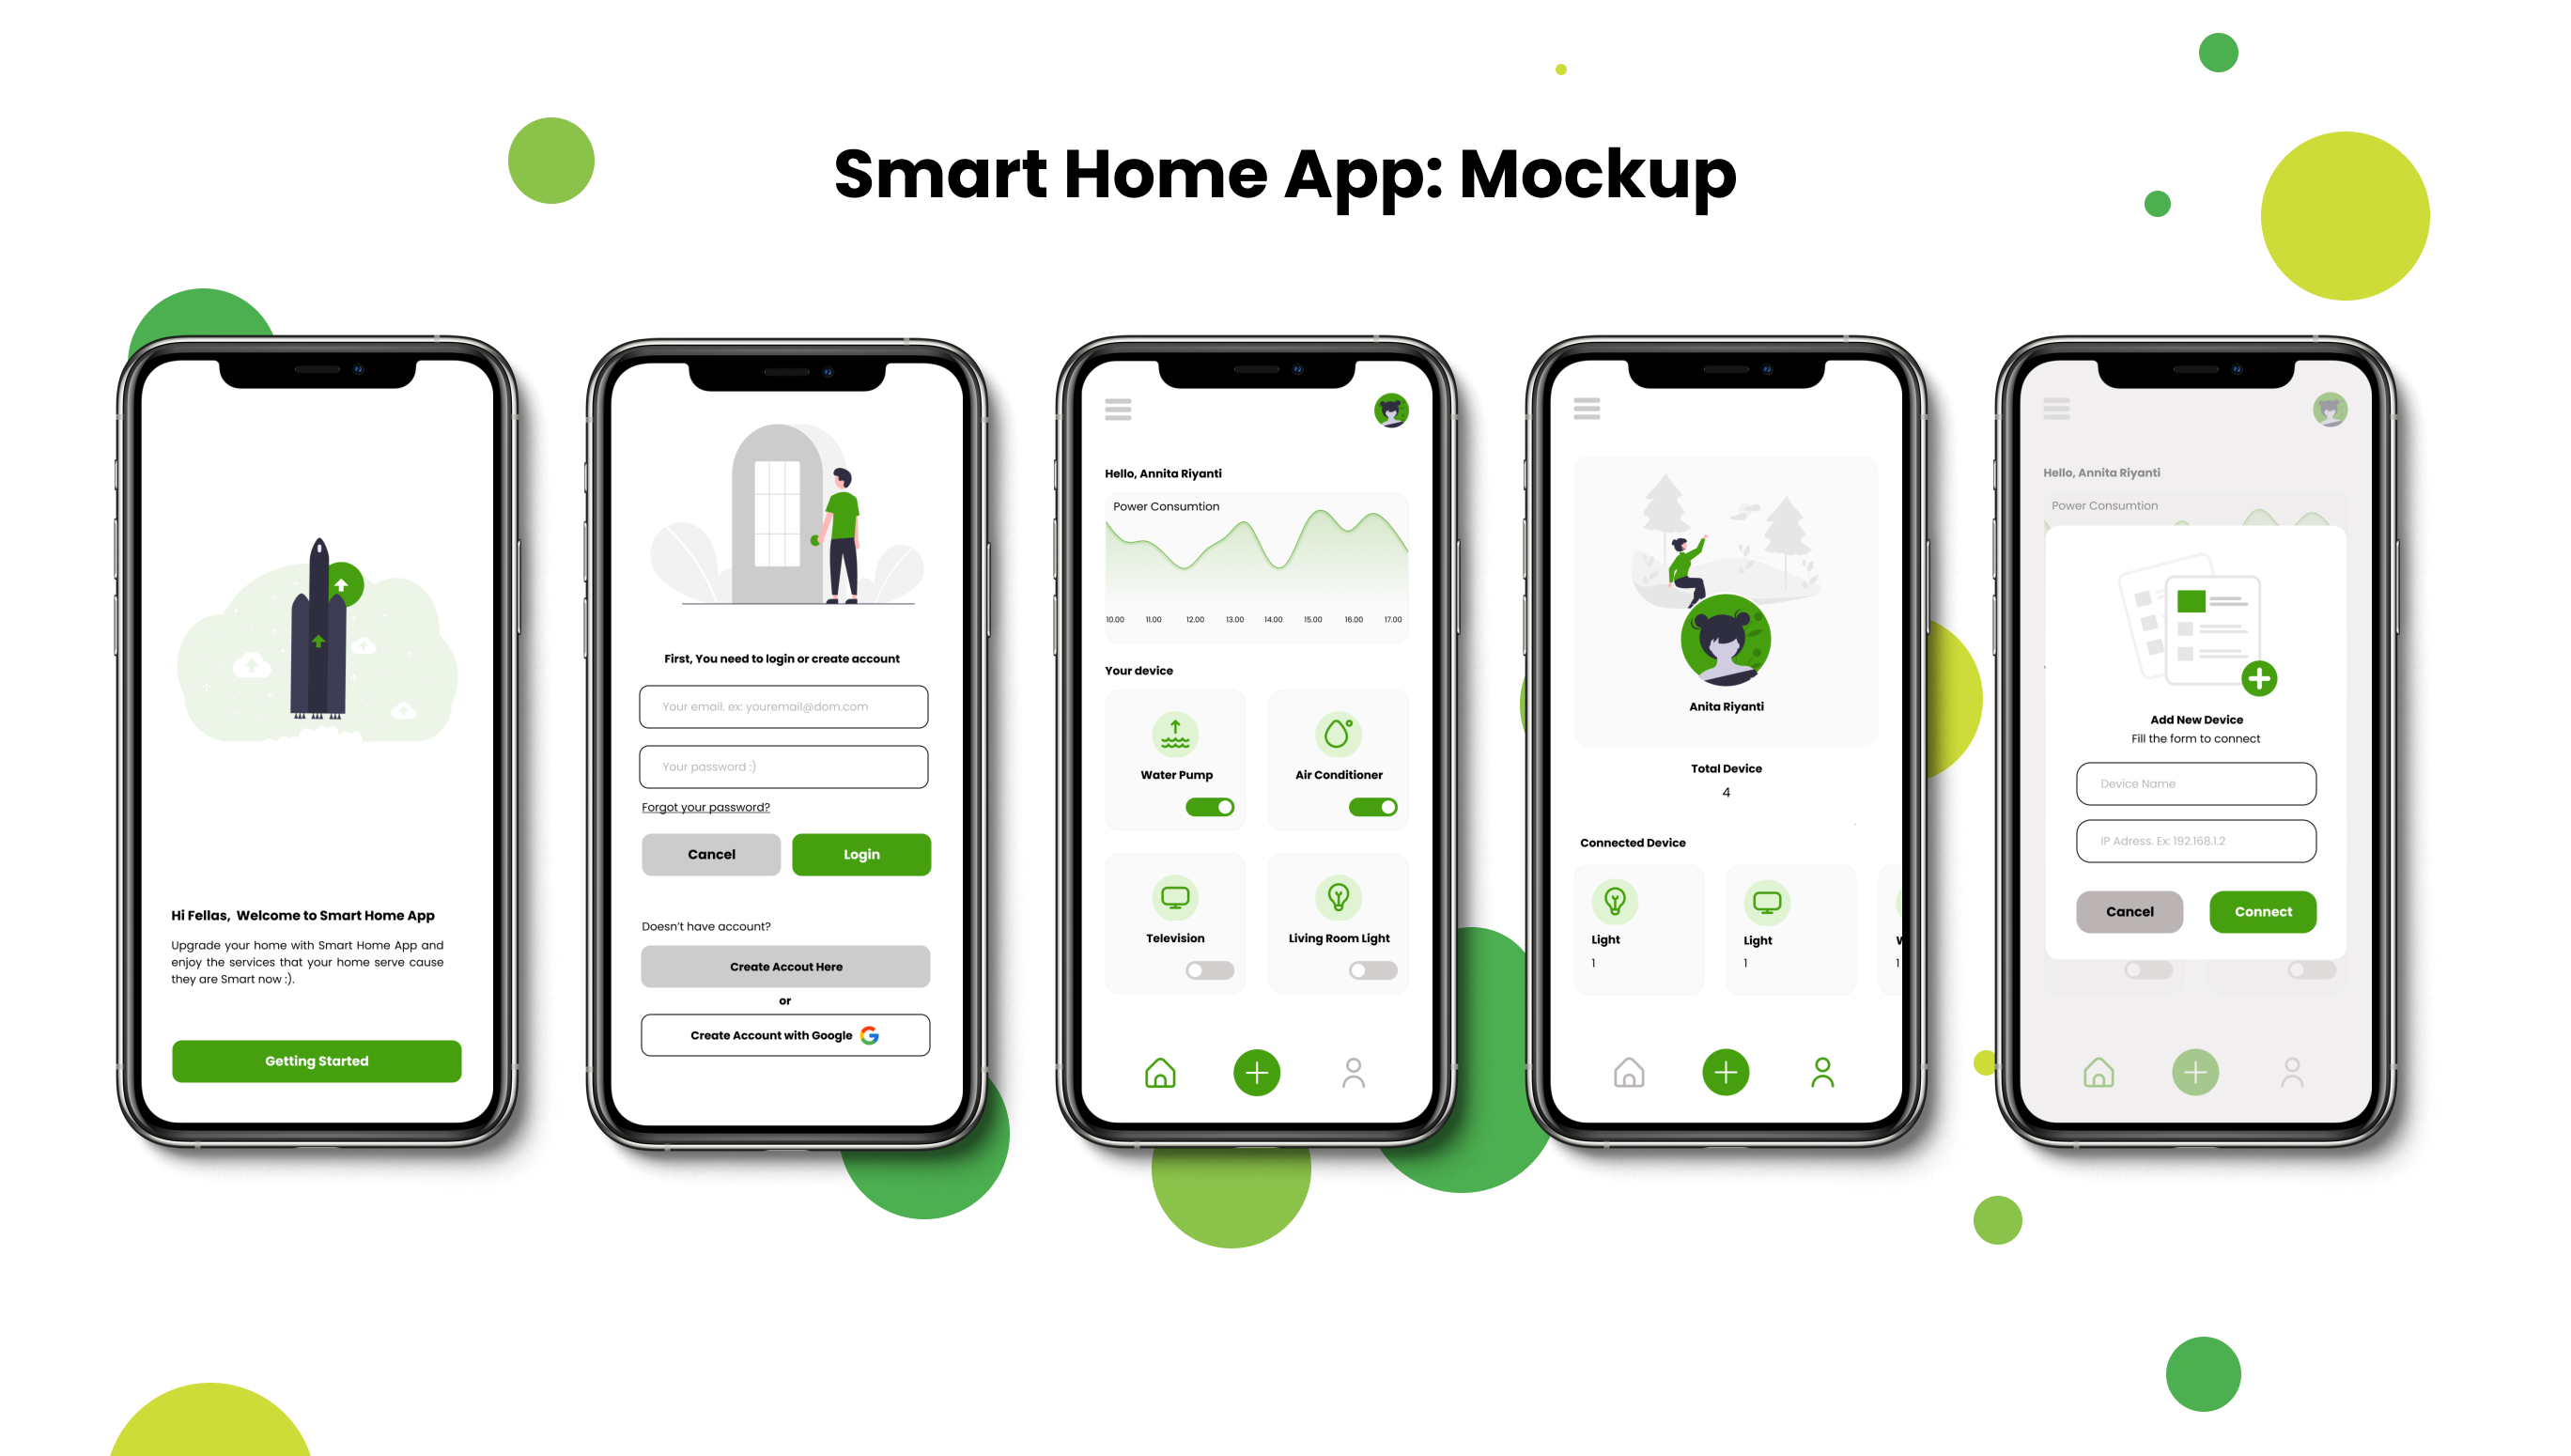 Smart Home App: Mockup
Hi Fellas, Welcome to Smart Home App
Upgrade your home with Smart Home App and
enjoy the services that your home serve cause
they are Smart now :).
Getting Started
First, You need to login or create account
Your email. ex: youremail@dom.com
Your password :)
Forgot your password?
Cancel
Login
Doesn't have account?
Create Accout Here
or
Create Account with Google
Hello, Annita Riyanti
Power Consumtion
10.00 11.00 12.00 13.00 14.00 15.00 16.00 17.00
Your device
Water Pump
Air Conditioner
Television
Living Room Light
Anita Riyanti
Total Device
4
Connected Device
Light
1
Light
1
1
Hello, Annita Riyanti
Power Consumtion
Add New Device
Fill the form to connect
Device Name
IP Adress. Ex: 192.168.1.2
Cancel
Connect